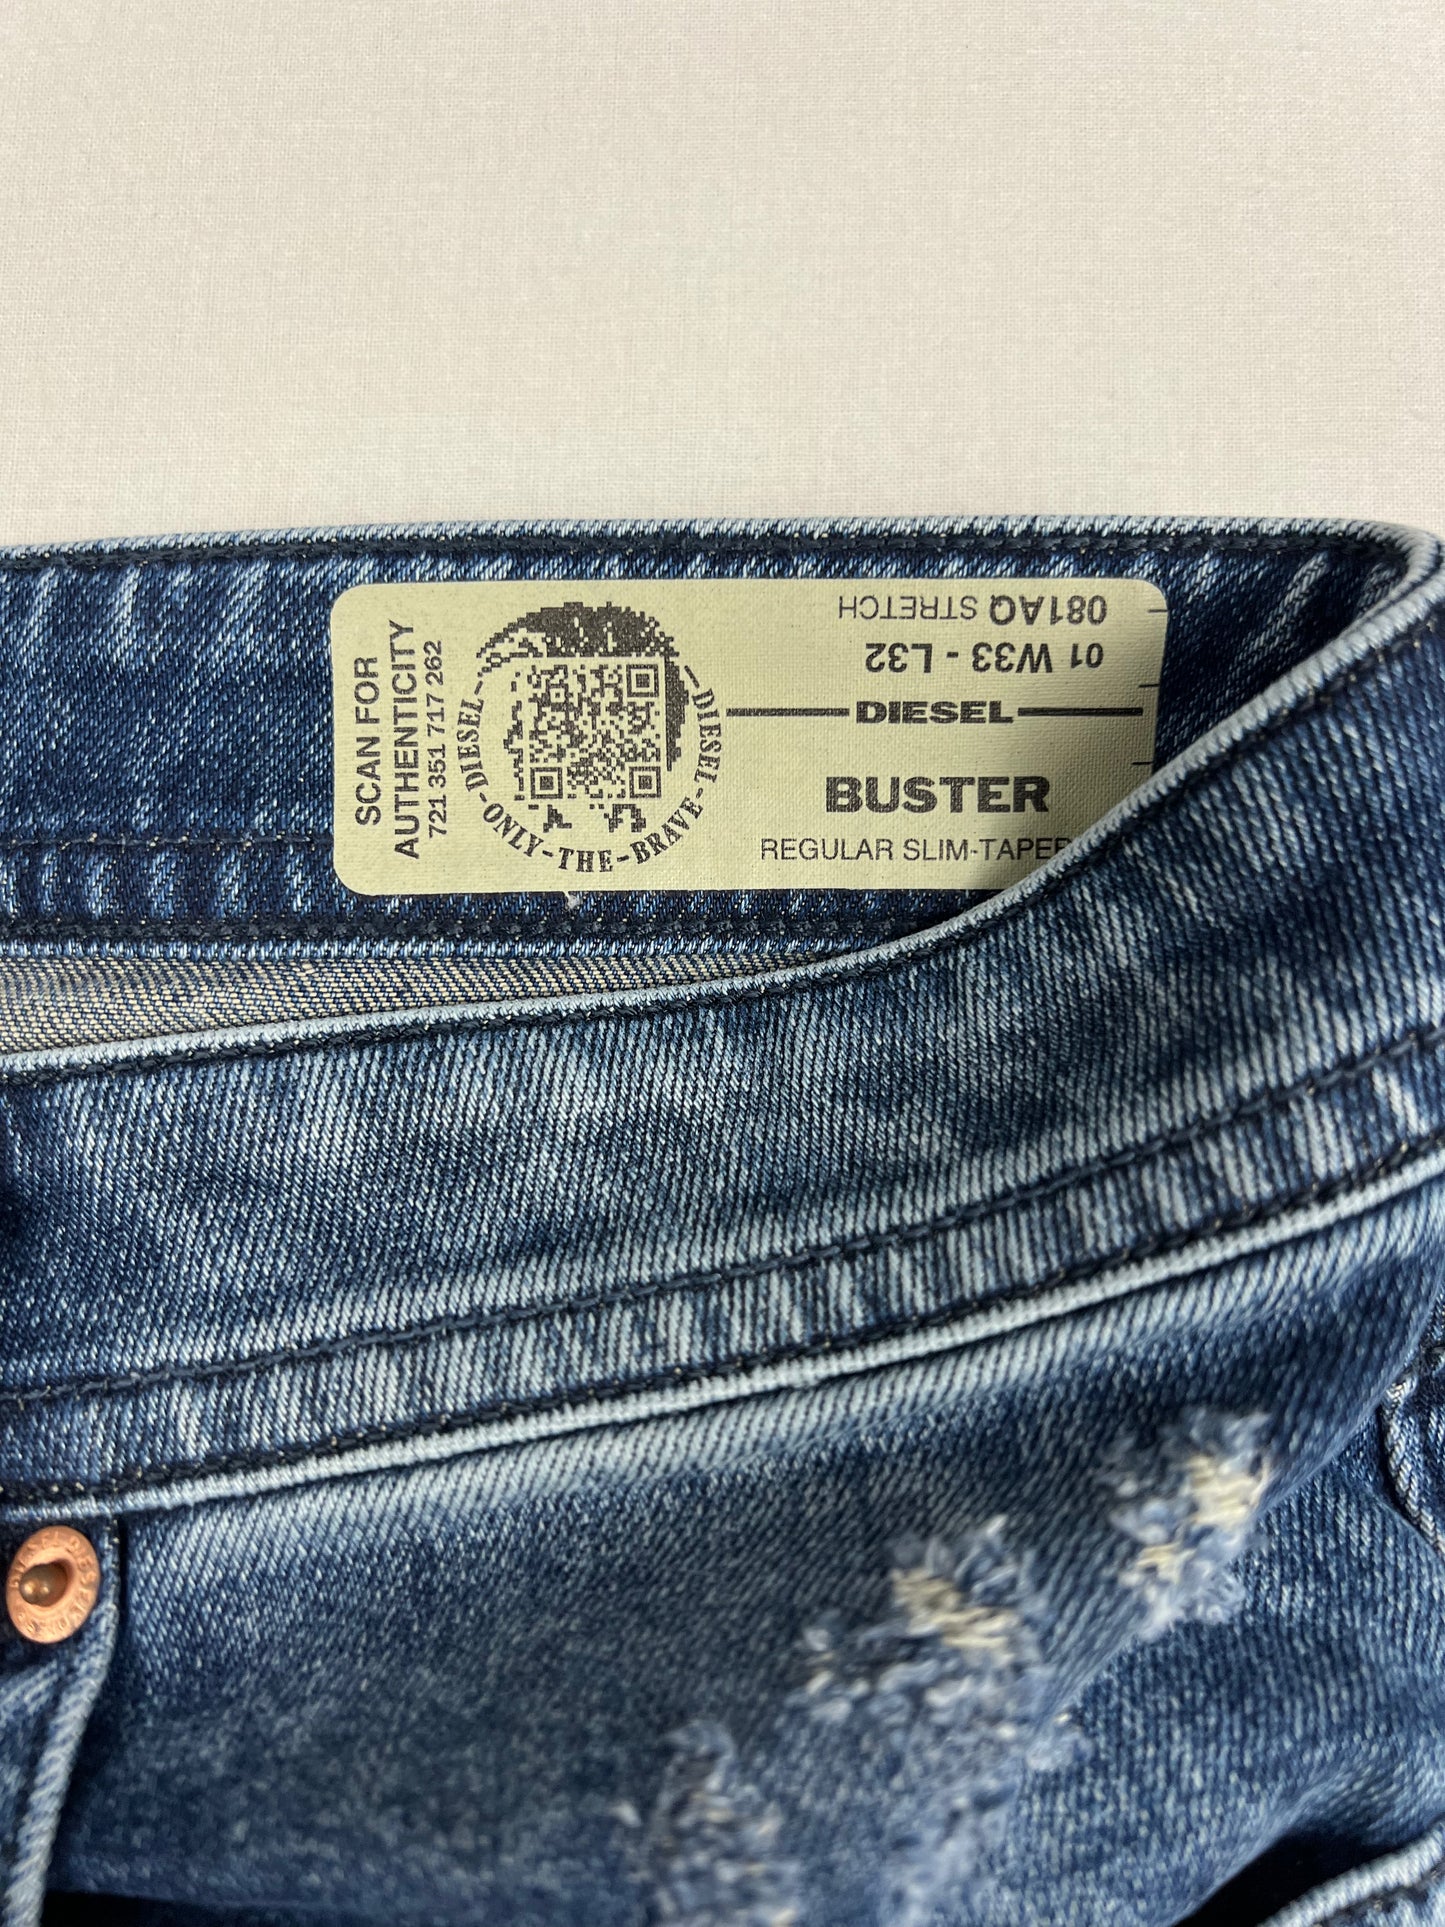 SCAN FOR
AUTHENTICITY
721 351 717 262
DIESEL-ONLY-THE-BRAVE-DIESEL
081AQ STRETCH
01 W33 - L32
DIESEL
BUSTER
REGULAR SLIM-TAPER